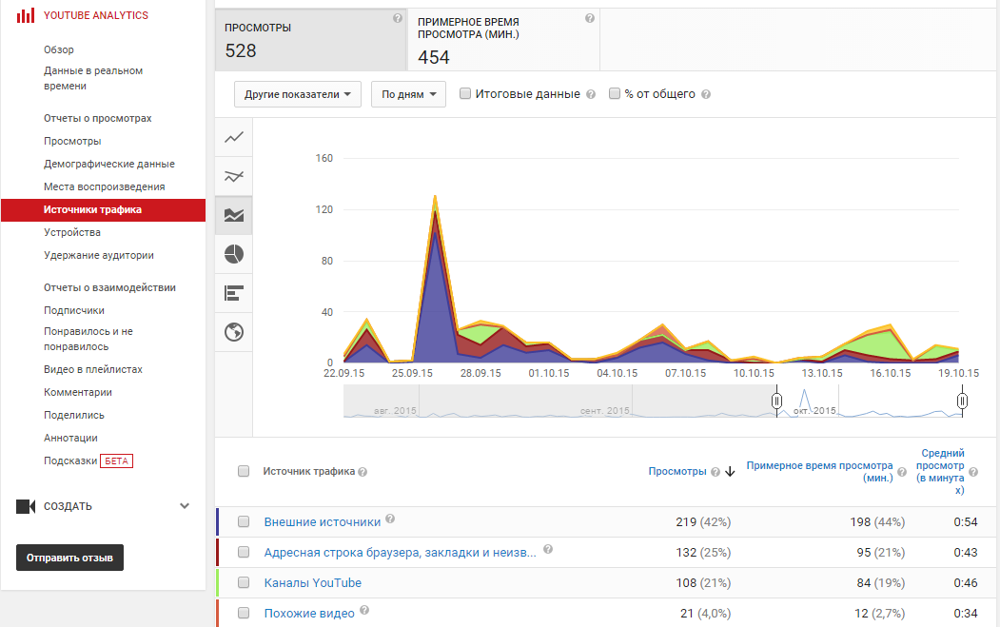 YOUTUBE ANALYTICS
Обзор
Данные в реальном
времени
Отчеты о просмотрах
Просмотры
Демографические данные
Места воспроизведения
Источники трафика
Устройства
Удержание аудитории
Отчеты о взаимодействии
Подписчики
Понравилось и не
понравилось
Видео в плейлистах
Комментарии
Поделились
Аннотации
Подсказки БЕТА
СОЗДАТЬ
Отправить отзыв
ПРОСМОТРЫ ?
528
ПРИМЕРНОЕ ВРЕМЯ ?
ПРОСМОТРА (МИН.)
454
Другие показатели По дням Итоговые данные ? % от общего ?
160
120
80
40
0
22.09.15 25.09.15 28.09.15 01.10.15 04.10.15 07.10.15 10.10.15 13.10.15 16.10.15 19.10.15
авг. 2015 сент. 2015 окт. 2015
Источник трафика ? Просмотры ? Примерное время просмотра
(мин.) ?
Средний
просмотр
(в минута
х) ?
Внешние источники ? 219 (42%) 198 (44%) 0:54
Адресная строка браузера, закладки и неизв... ? 132 (25%) 95 (21%) 0:43
Каналы YouTube 108 (21%) 84 (19%) 0:46
Похожие видео ? 21 (4,0%) 12 (2,7%) 0:34